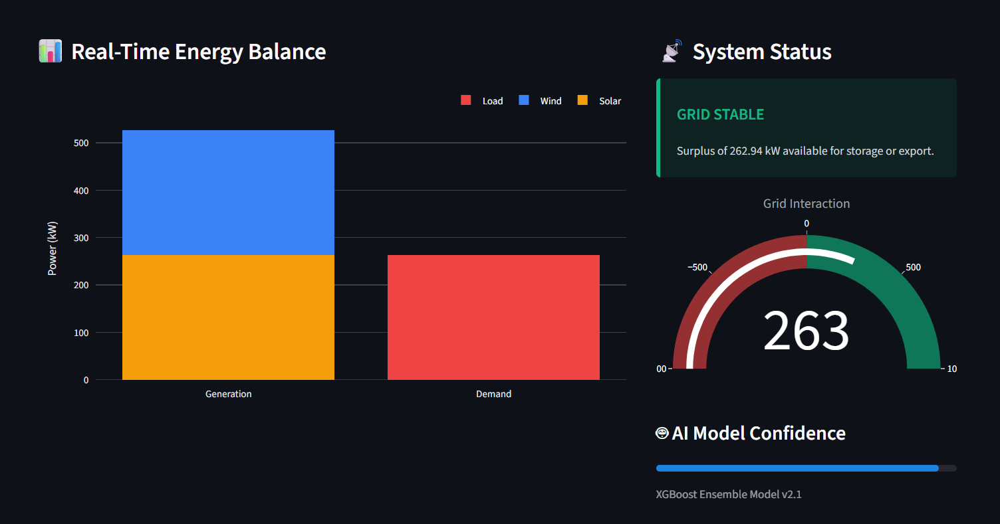 Real-Time Energy Balance
Load Wind Solar
Power (kW)
500
400
300
200
100
0
Generation Demand
System Status
GRID STABLE
Surplus of 262.94 kW available for storage or export.
Grid Interaction
0
−500 500
00 10
263
AI Model Confidence
XGBoost Ensemble Model v2.1